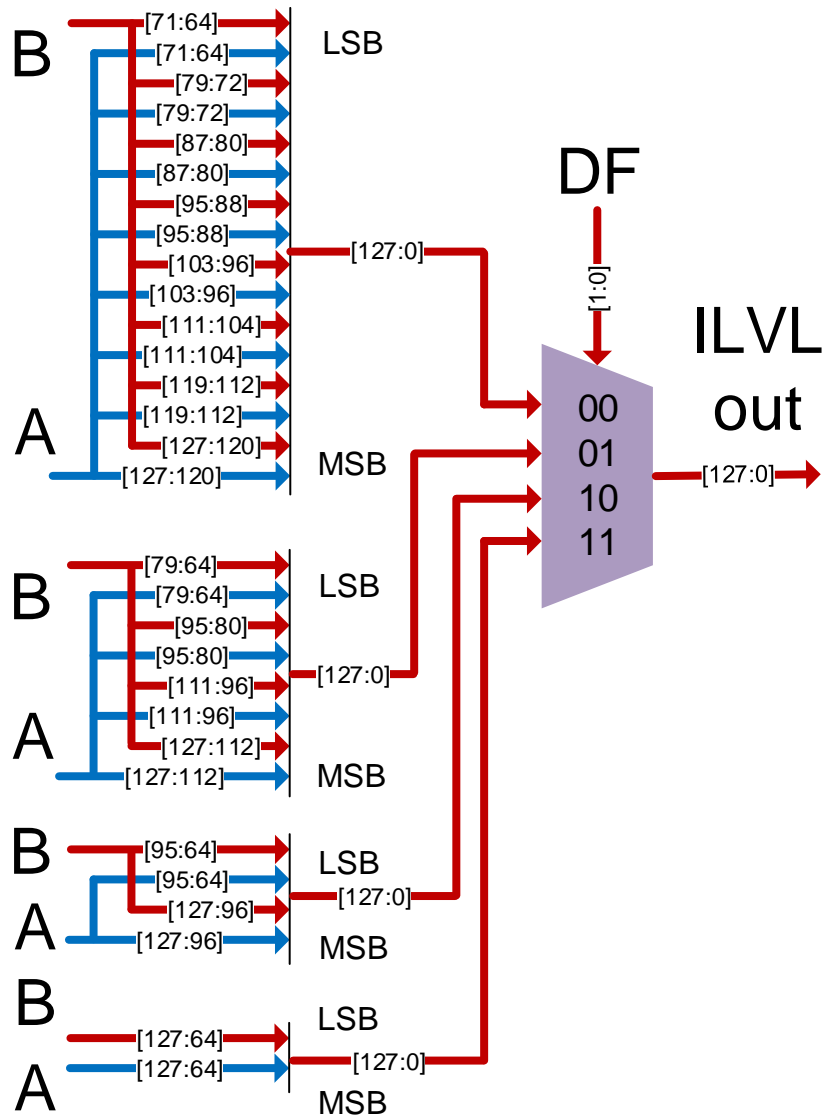 B
[71:64]
LSB
[71:64]
[79:72]
[79:72]
[87:80]
[87:80]
[95:88]
[95:88]
[103:96]
[103:96]
[111:104]
[111:104]
[119:112]
[119:112]
[127:120]
A
[127:120]
MSB
[127:0]
DF
[1:0]
ILVL
out
00
01
10
11
[127:0]
B
[79:64]
LSB
[79:64]
[95:80]
[95:80]
[111:96]
[111:96]
[127:112]
A
[127:112]
MSB
[127:0]
B
[95:64]
LSB
[95:64]
[127:96]
A
[127:96]
MSB
[127:0]
B
[127:64]
LSB
A
[127:64]
MSB
[127:0]